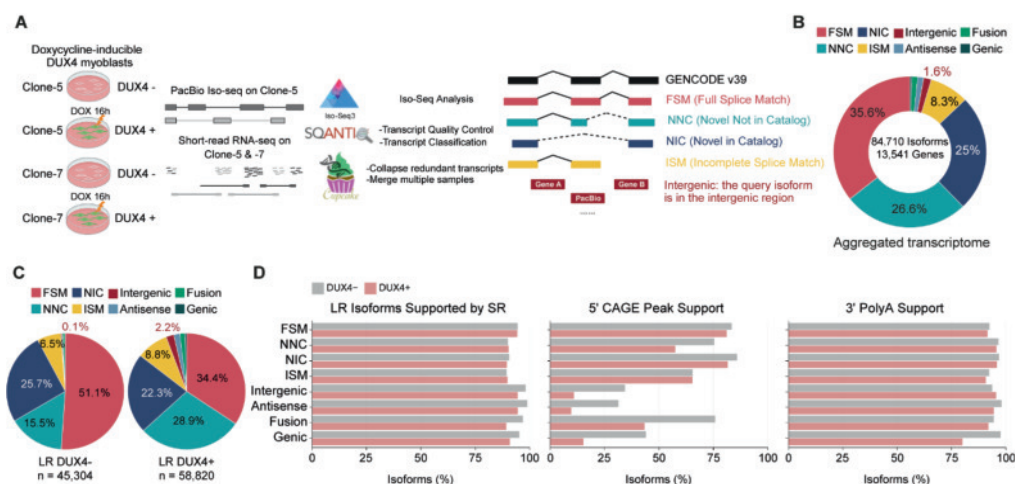 A
Doxycycline-inducible
DUX4 myoblasts
Clone-5 DUX4 -
DOX 16h
Clone-5 DUX4 +
Clone-7 DUX4 -
DOX 16h
Clone-7 DUX4 +
PacBio Iso-seq on Clone-5
Short-read RNA-seq on
Clone-5 & -7
Iso-Seq3
Iso-Seq Analysis
SQANTI
-Transcript Quality Control
-Transcript Classification
Cupcake
-Collapse redundant transcripts
-Merge multiple samples
GENCODE v39
FSM (Full Splice Match)
NNC (Novel Not in Catalog)
NIC (Novel in Catalog)
ISM (Incomplete Splice Match)
Gene A Gene B
PacBio
Intergenic: the query isoform
is in the intergenic region
B
FSM NIC Intergenic Fusion
NNC ISM Antisense Genic
1.6%
8.3%
35.6%
84,710 Isoforms
13,541 Genes
25%
26.6%
Aggregated transcriptome
C
FSM NIC Intergenic Fusion
NNC ISM Antisense Genic
0.1%
6.5%
25.7%
51.1%
15.5%
LR DUX4-
n = 45,304
2.2%
8.8%
34.4%
22.3%
28.9%
LR DUX4+
n = 58,820
D
DUX4− DUX4+
LR Isoforms Supported by SR 5' CAGE Peak Support 3' PolyA Support
FSM
NNC
NIC
ISM
Intergenic
Antisense
Fusion
Genic
0 25 50 75 100 0 25 50 75 100 0 25 50 75 100
Isoforms (%) Isoforms (%) Isoforms (%)